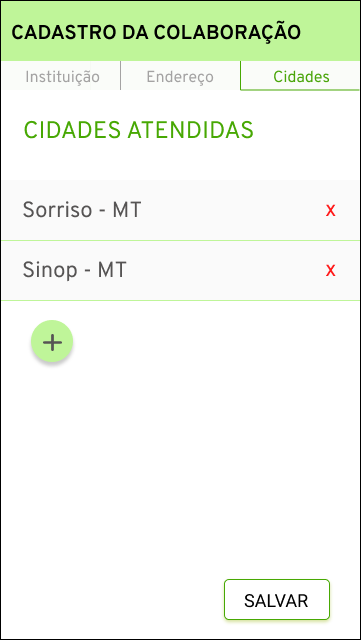 CADASTRO DA COLABORAÇÃO
Instituição Endereço Cidades
CIDADES ATENDIDAS
Sorriso - MT x
Sinop - MT x
+
SALVAR